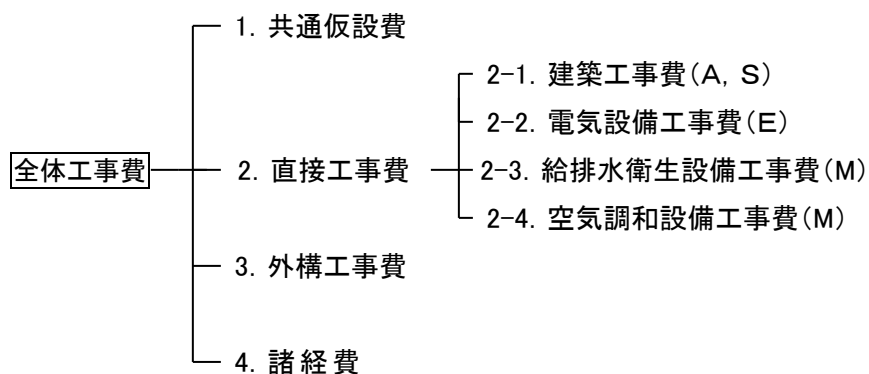 1. 共通仮設費
2-1. 建築工事費(A, S)
2-2. 電気設備工事費(E)
全体工事費
2. 直接工事費
2-3. 給排水衛生設備工事費(M)
2-4. 空気調和設備工事費(M)
3. 外構工事費
4. 諸経費